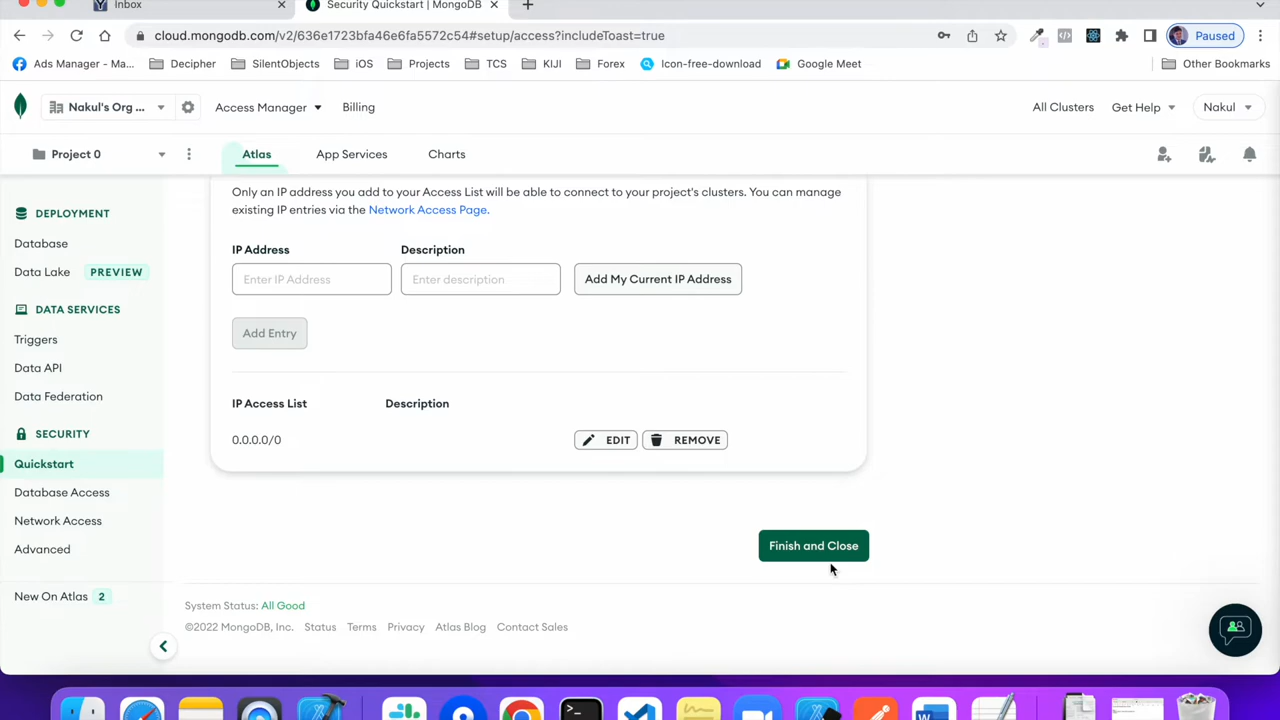 Inbox
Security Quickstart | MongoDB
cloud.mongodb.com/v2/636e1723bfa46e6fa5572c54#setup/access?includeToast=true
Paused
Ads Manager - Ma...
Decipher
SilentObjects
iOS
Projects
TCS
KIJI
Forex
Icon-free-download
Google Meet
Other Bookmarks
Nakul's Org ...
Access Manager
Billing
All Clusters
Get Help
Nakul
Project 0
Atlas
App Services
Charts
Only an IP address you add to your Access List will be able to connect to your project's clusters. You can manage
existing IP entries via the Network Access Page.
DEPLOYMENT
Database
Data Lake PREVIEW
DATA SERVICES
Triggers
Data API
Data Federation
SECURITY
Quickstart
Database Access
Network Access
Advanced
New On Atlas 2
IP Address
Description
Enter IP Address
Enter description
Add My Current IP Address
Add Entry
IP Access List
Description
0.0.0.0/0
EDIT
REMOVE
Finish and Close
System Status: All Good
©2022 MongoDB, Inc.
Status
Terms
Privacy
Atlas Blog
Contact Sales